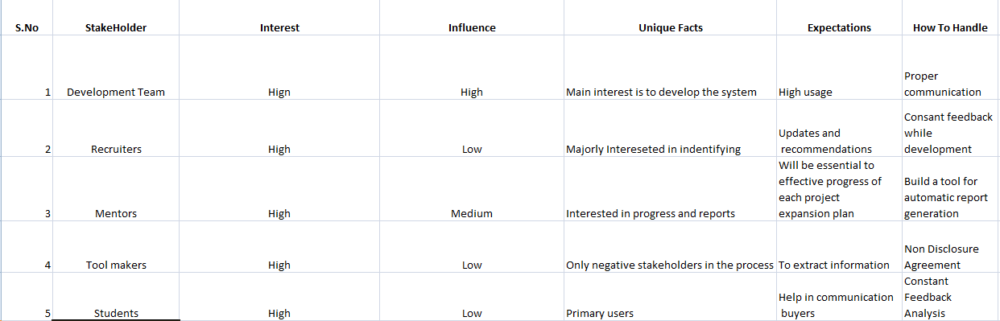 S.No StakeHolder Interest Influence Unique Facts Expectations How To Handle
Proper
1 Development Team Hign High Main interest is to develop the system High usage communication
Consant feedback
Updates and while
2 Recruiters High Low Majorly Intereseted in indentifying recommendations development
Will be essential to
effective progress of Build a tool for
each project automatic report
3 Mentors High Medium Interested in progress and reports expansion plan generation
Non Disclosure
4 Tool makers High Low Only negative stakeholders in the process To extract information Agreement
Constant
Help in communication Feedback
5 Students High Low Primary users buyers Analysis